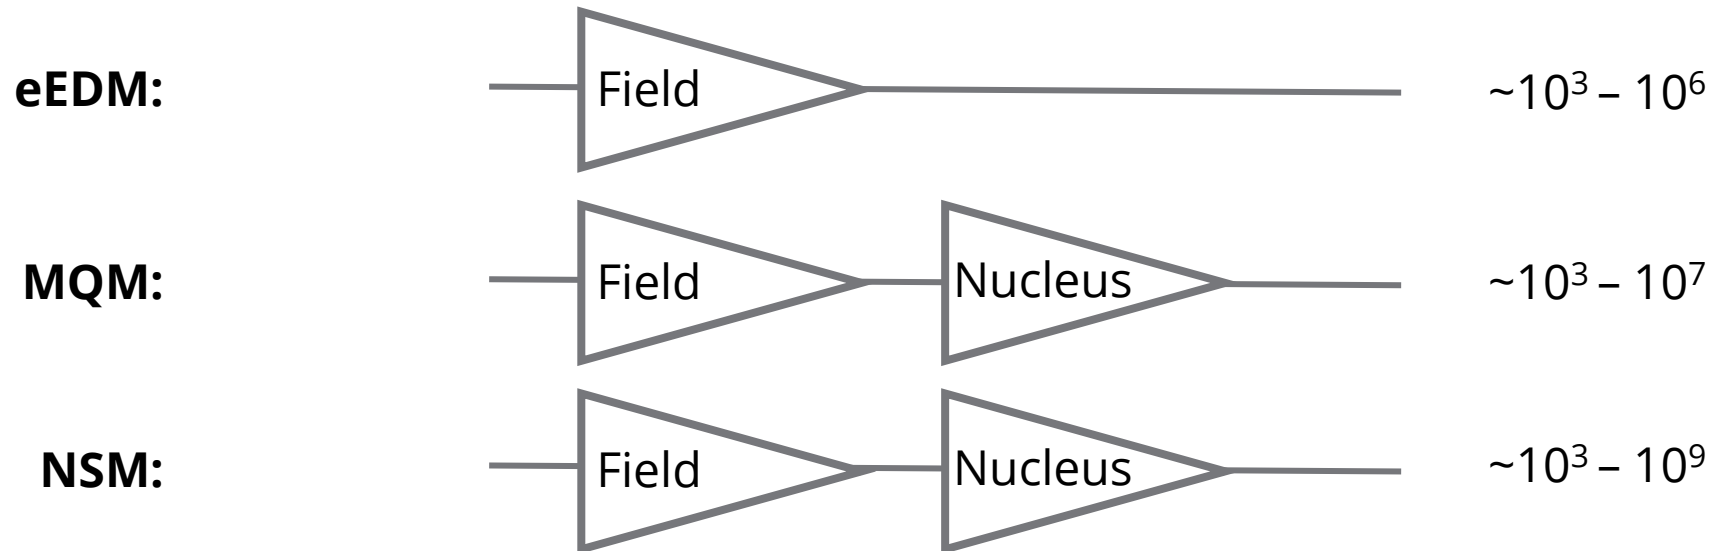 eEDM: Field ~10³ – 10⁶
MQM: Field Nucleus ~10³ – 10⁷
NSM: Field Nucleus ~10³ – 10⁹